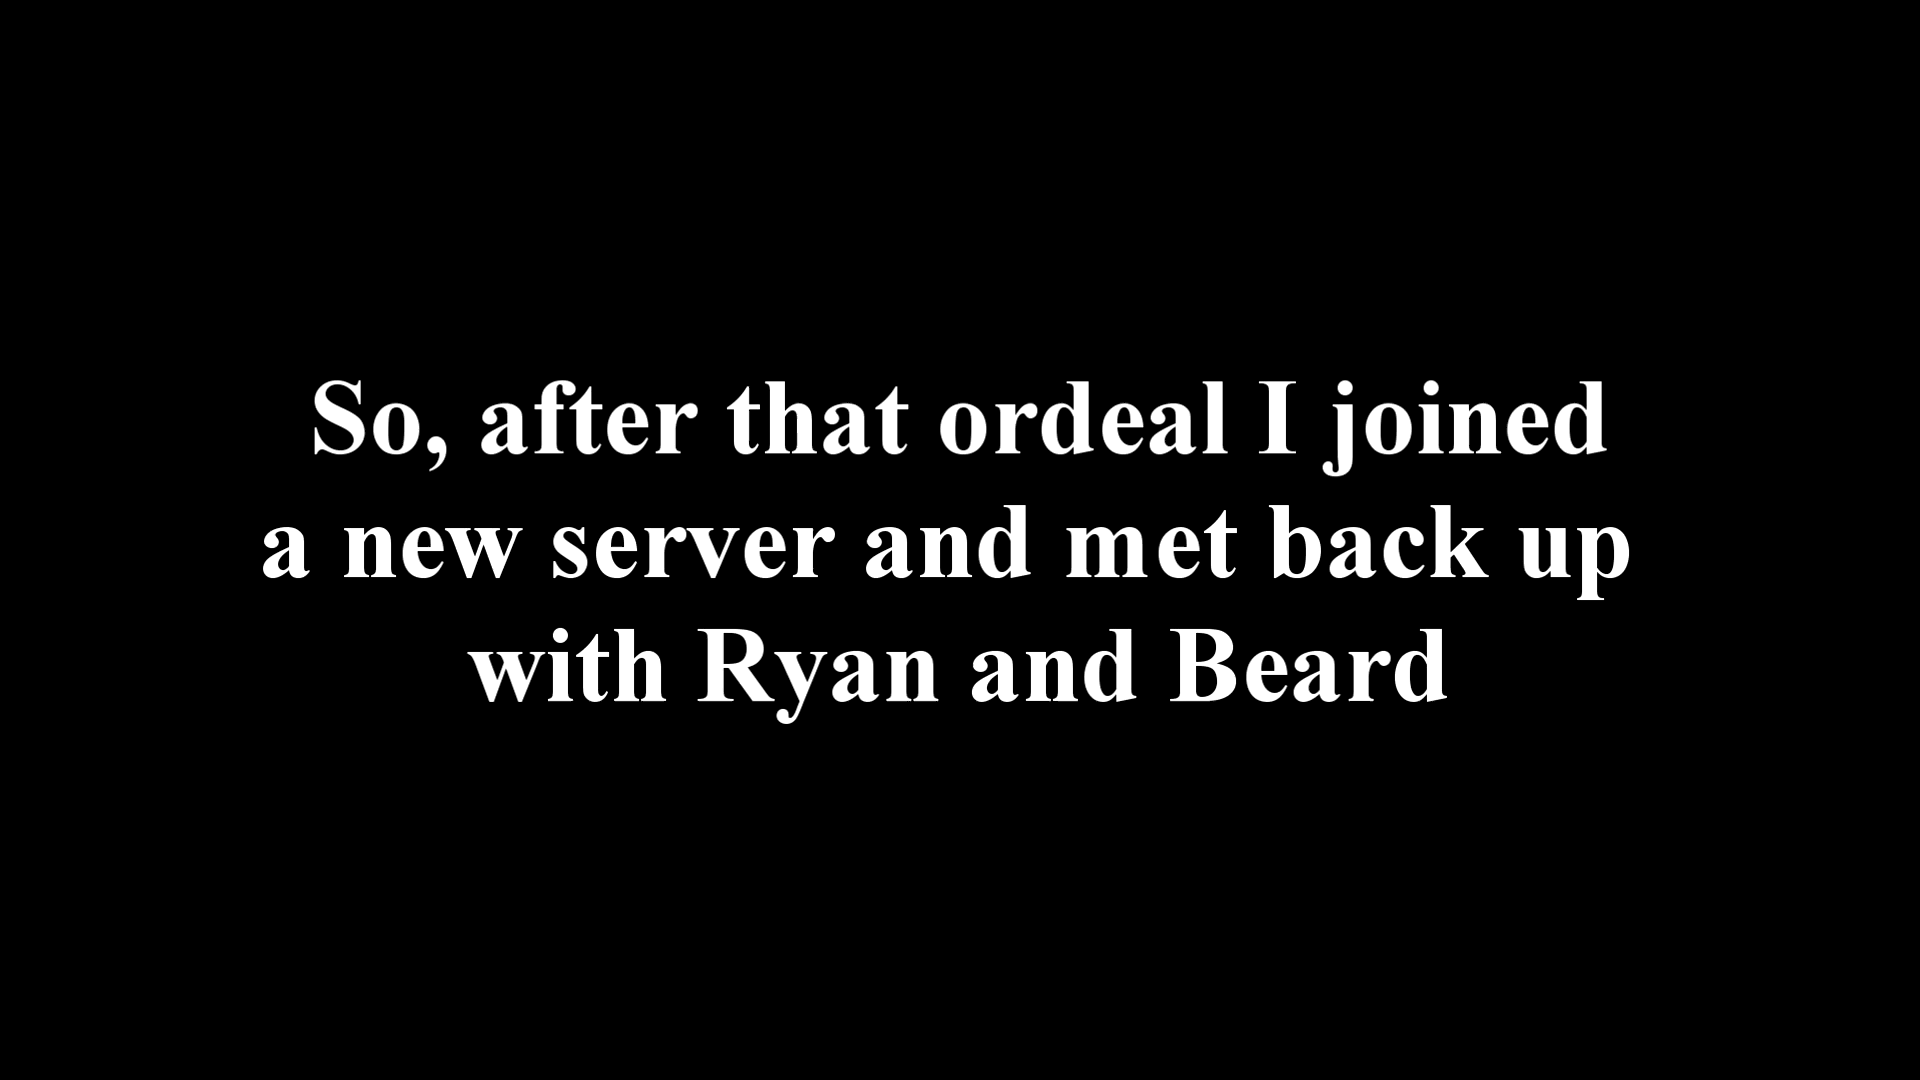 So, after that ordeal I joined
a new server and met back up
with Ryan and Beard